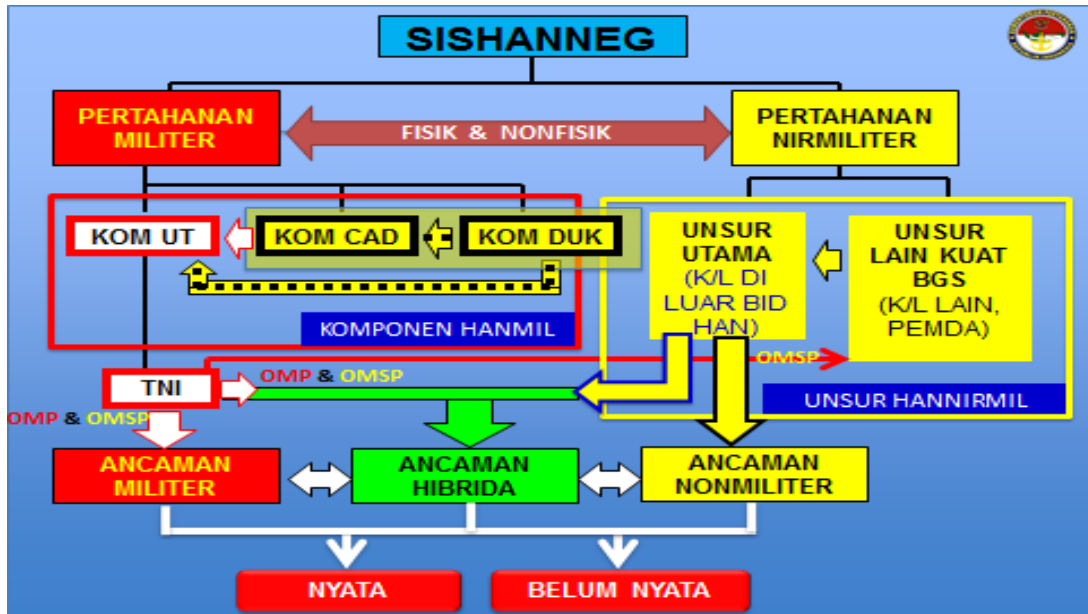 SISHANNEG
PERTAHANAN
MILITER
FISIK & NONFISIK
PERTAHANAN
NIRMILITER
KOM UT
KOM CAD
KOM DUK
KOMPONEN HANMIL
UNSUR
UTAMA
(K/L DI
LUAR BID
HAN)
UNSUR
LAIN KUAT
BGS
(K/L LAIN,
PEMDA)
OMSP
UNSUR HANNIRMIL
TNI
OMP & OMSP
OMP & OMSP
ANCAMAN
MILITER
ANCAMAN
HIBRIDA
ANCAMAN
NONMILITER
NYATA
BELUM NYATA